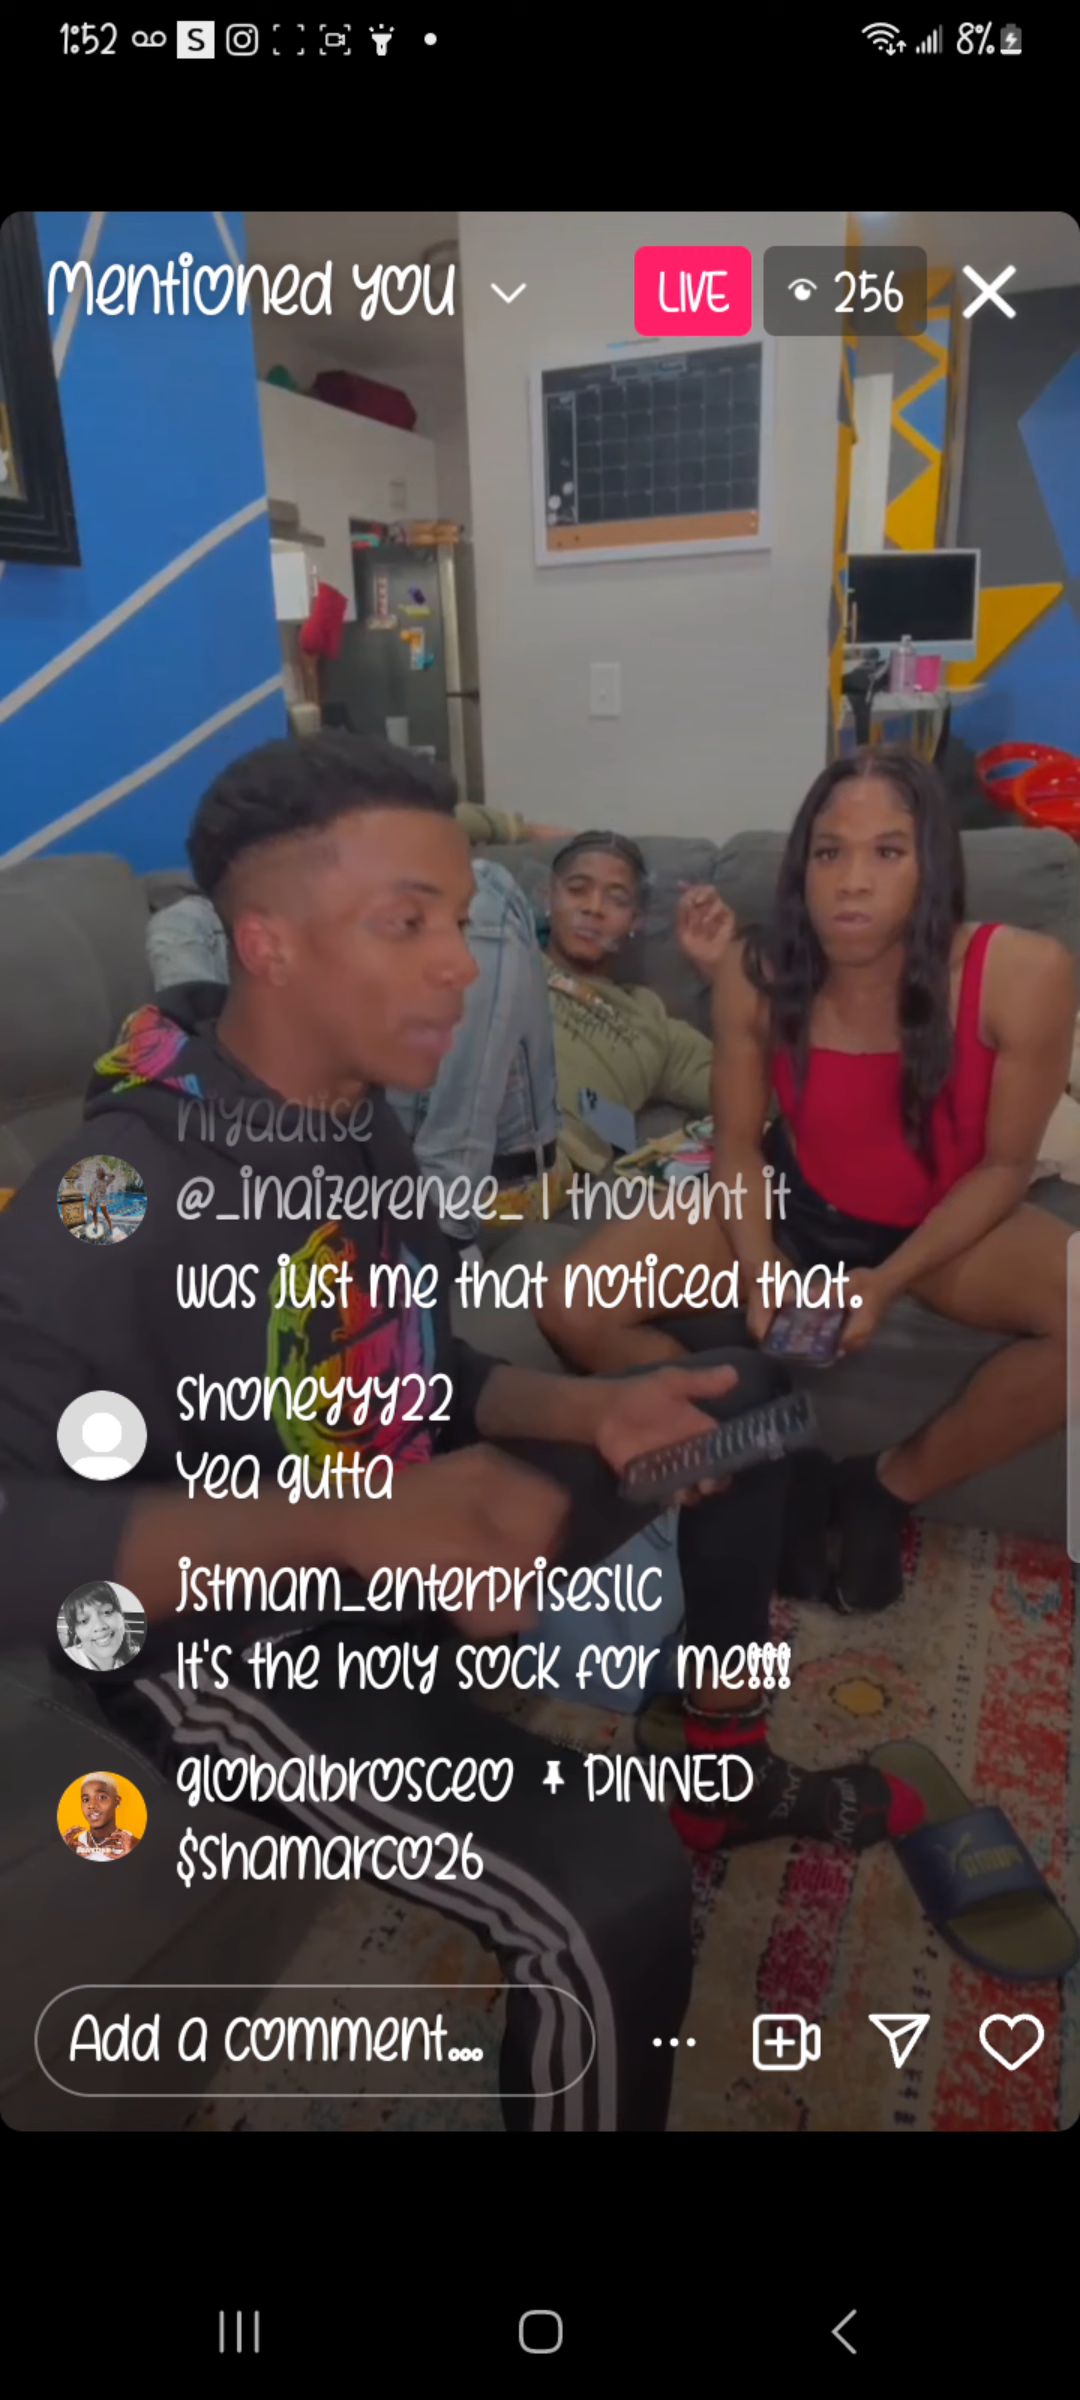 1:52
S
8%
Mentioned you
LIVE
256
niyaalise
@_inaizerenee_ I thought it
was just me that noticed that.
shoneyyy22
Yea gutta
jstmam_enterprisesllc
It's the holy sock for me!!!
globalbrosceo PINNED
$shamarco26
Add a comment...